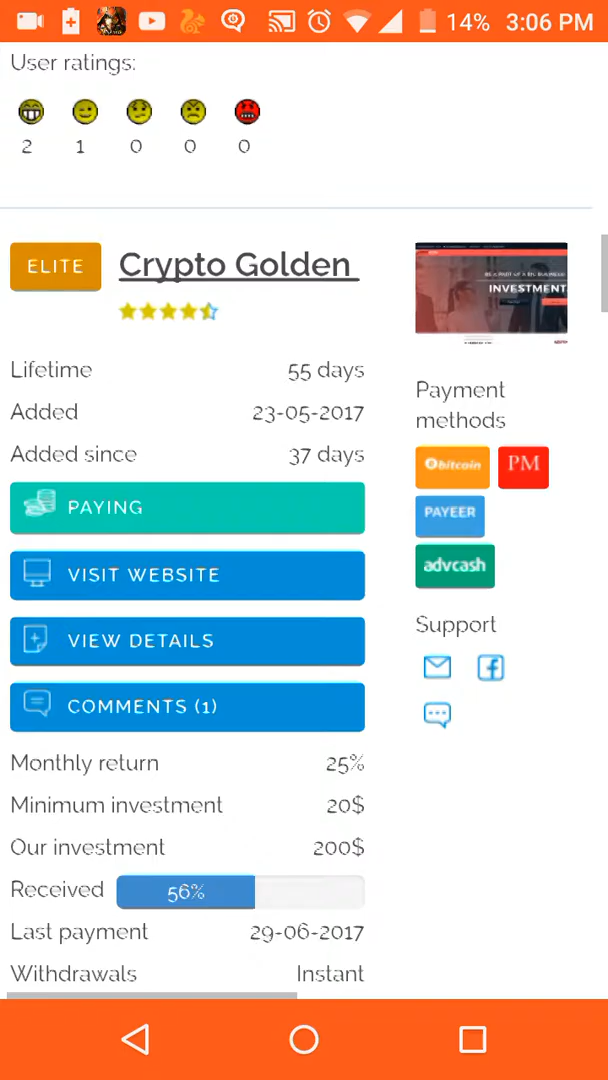 14% 3:06 PM
User ratings:
2 1 0 0 0
ELITE Crypto Golden
INVESTMENT
Lifetime 55 days
Added 23-05-2017
Added since 37 days
Payment
methods
bitcoin PM
PAYEER
advcash
PAYING
VISIT WEBSITE
VIEW DETAILS
COMMENTS (1)
Support
Monthly return 25%
Minimum investment 20$
Our investment 200$
Received 56%
Last payment 29-06-2017
Withdrawals Instant